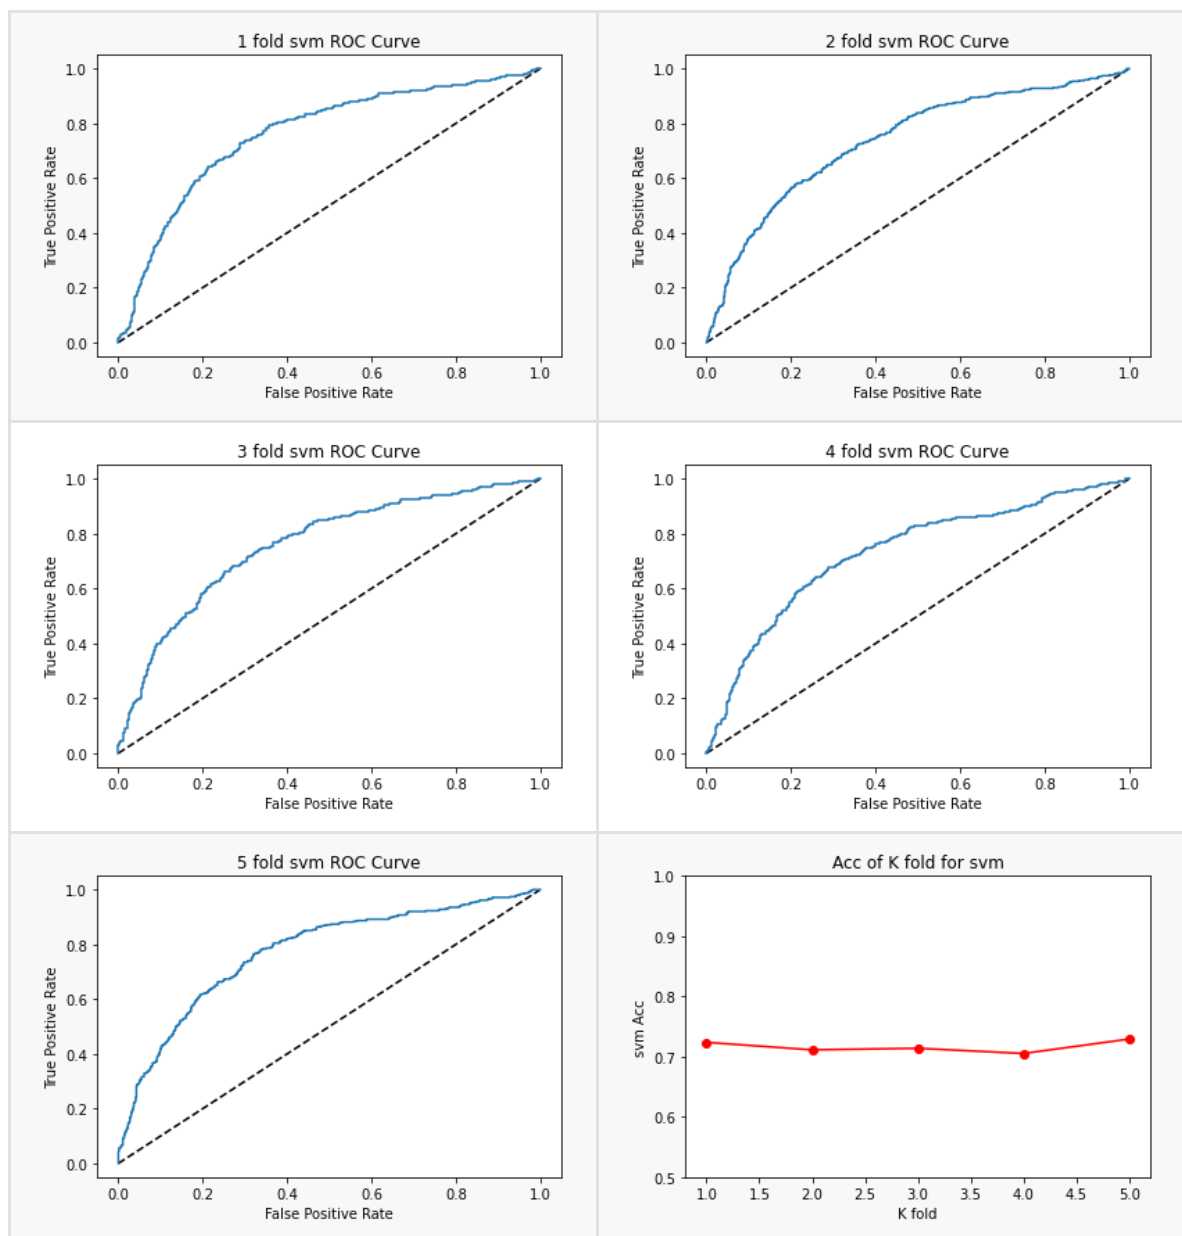 1 fold svm ROC Curve
1.0
0.8
0.6
0.4
0.2
0.0
True Positive Rate
0.0 0.2 0.4 0.6 0.8 1.0
False Positive Rate
2 fold svm ROC Curve
1.0
0.8
0.6
0.4
0.2
0.0
True Positive Rate
0.0 0.2 0.4 0.6 0.8 1.0
False Positive Rate
3 fold svm ROC Curve
1.0
0.8
0.6
0.4
0.2
0.0
True Positive Rate
0.0 0.2 0.4 0.6 0.8 1.0
False Positive Rate
4 fold svm ROC Curve
1.0
0.8
0.6
0.4
0.2
0.0
True Positive Rate
0.0 0.2 0.4 0.6 0.8 1.0
False Positive Rate
5 fold svm ROC Curve
1.0
0.8
0.6
0.4
0.2
0.0
True Positive Rate
0.0 0.2 0.4 0.6 0.8 1.0
False Positive Rate
Acc of K fold for svm
1.0
0.9
0.8
0.7
0.6
0.5
svm Acc
1.0 1.5 2.0 2.5 3.0 3.5 4.0 4.5 5.0
K fold